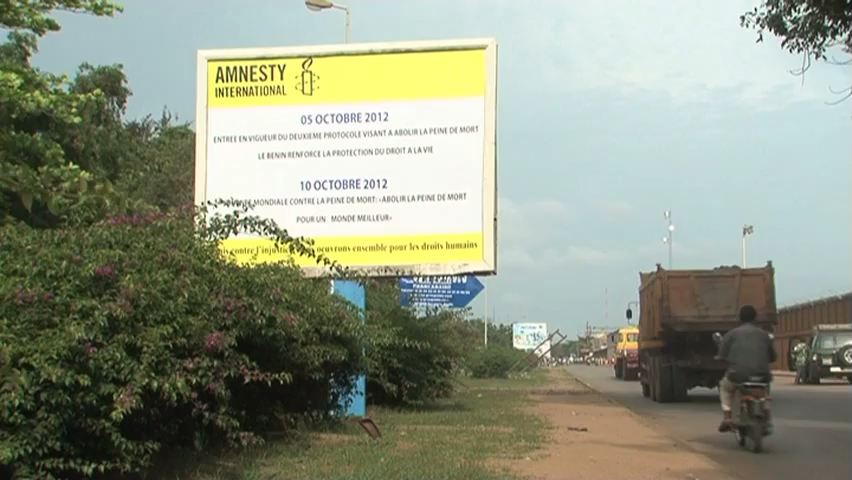 AMNESTY
INTERNATIONAL
05 OCTOBRE 2012
ENTREE EN VIGUEUR DU DEUXIEME PROTOCOLE VISANT A ABOLIR LA PEINE DE MORT
LE BENIN RENFORCE LA PROTECTION DU DROIT A LA VIE
10 OCTOBRE 2012
MONDIALE CONTRE LA PEINE DE MORT: «ABOLIR LA PEINE DE MORT
POUR UN MONDE MEILLEUR»
contre l'injustice oeuvrons ensemble pour les droits humains